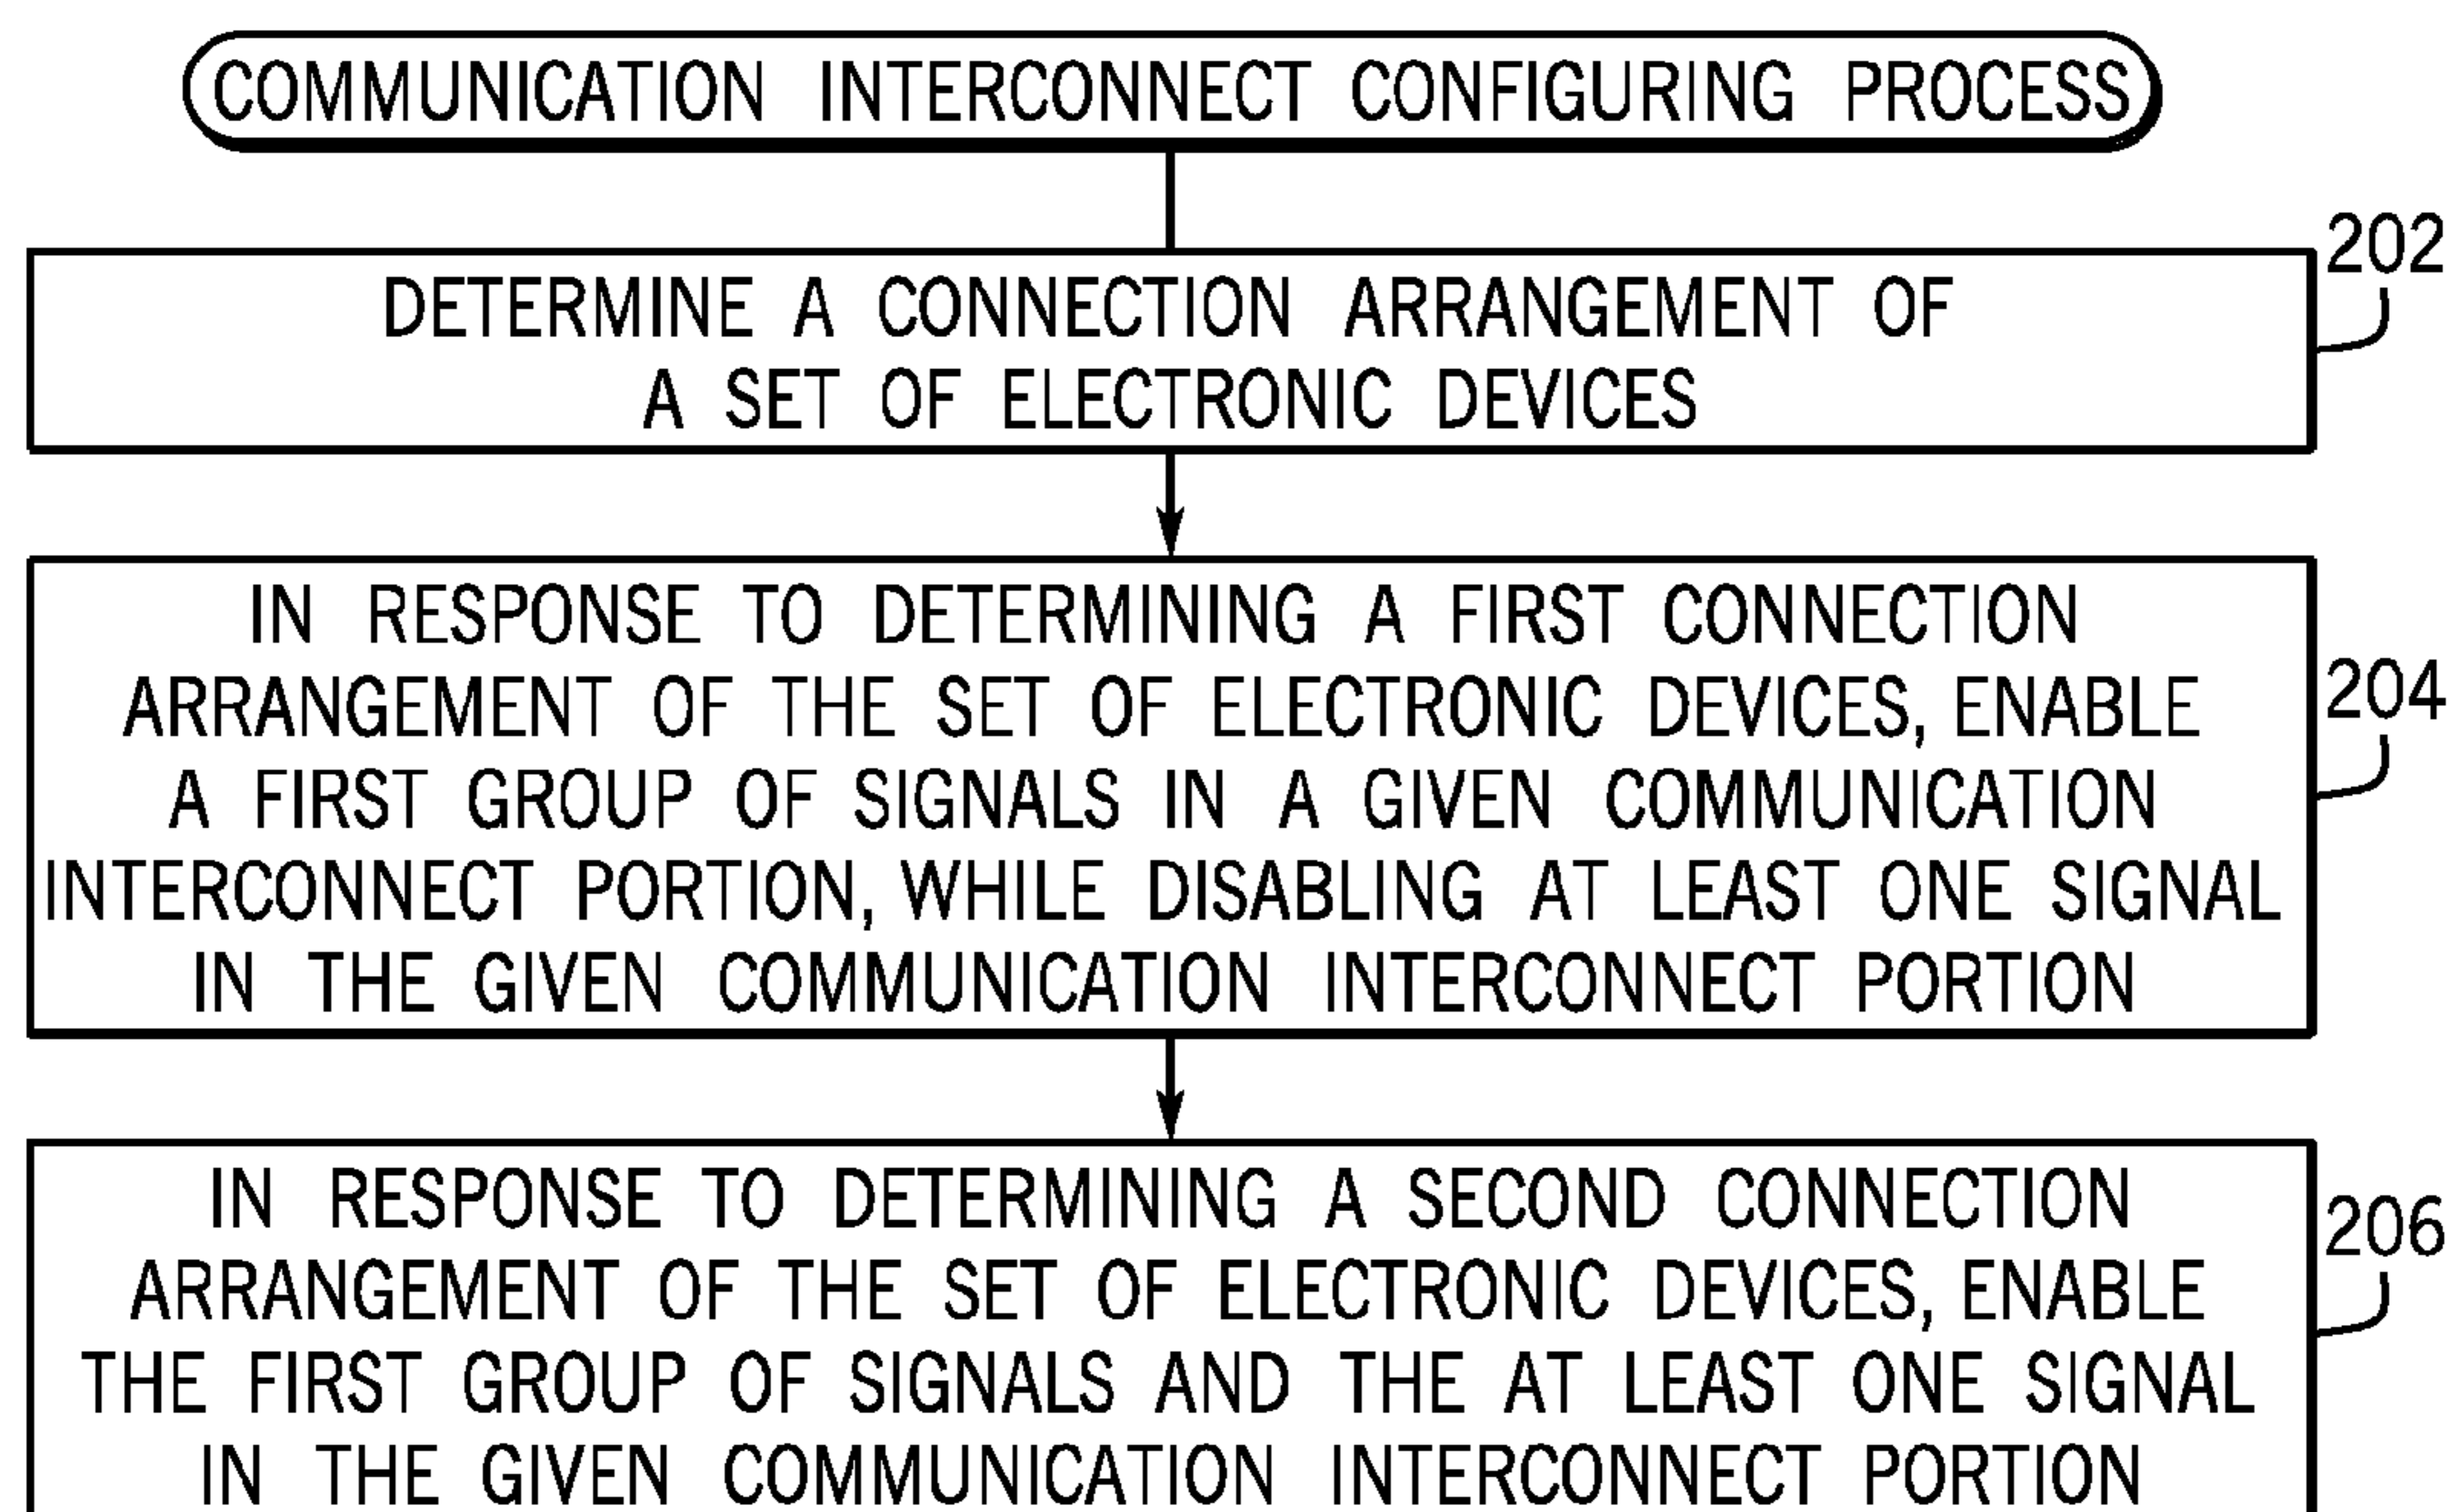 COMMUNICATION INTERCONNECT CONFIGURING PROCESS
202
DETERMINE A CONNECTION ARRANGEMENT OF
A SET OF ELECTRONIC DEVICES
IN RESPONSE TO DETERMINING A FIRST CONNECTION
ARRANGEMENT OF THE SET OF ELECTRONIC DEVICES, ENABLE
A FIRST GROUP OF SIGNALS IN A GIVEN COMMUNICATION
INTERCONNECT PORTION, WHILE DISABLING AT LEAST ONE SIGNAL
IN THE GIVEN COMMUNICATION INTERCONNECT PORTION
204
IN RESPONSE TO DETERMINING A SECOND CONNECTION
ARRANGEMENT OF THE SET OF ELECTRONIC DEVICES, ENABLE
THE FIRST GROUP OF SIGNALS AND THE AT LEAST ONE SIGNAL
IN THE GIVEN COMMUNICATION INTERCONNECT PORTION
206